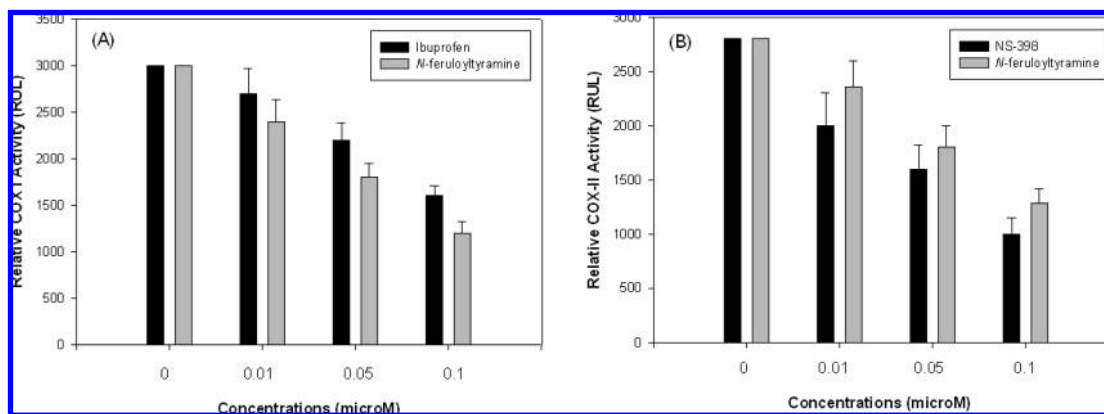 (A)
Ibuprofen
N-feruloyltyramine
Relative COX I Activity (RUL)
3500
3000
2500
2000
1500
1000
500
0
0 0.01 0.05 0.1
Concentrations (microM)
(B)
NS-398
N-feruloyltyramine
Relative COX-II Activity (RUL)
3000
2500
2000
1500
1000
500
0
0 0.01 0.05 0.1
Concentrations (microM)